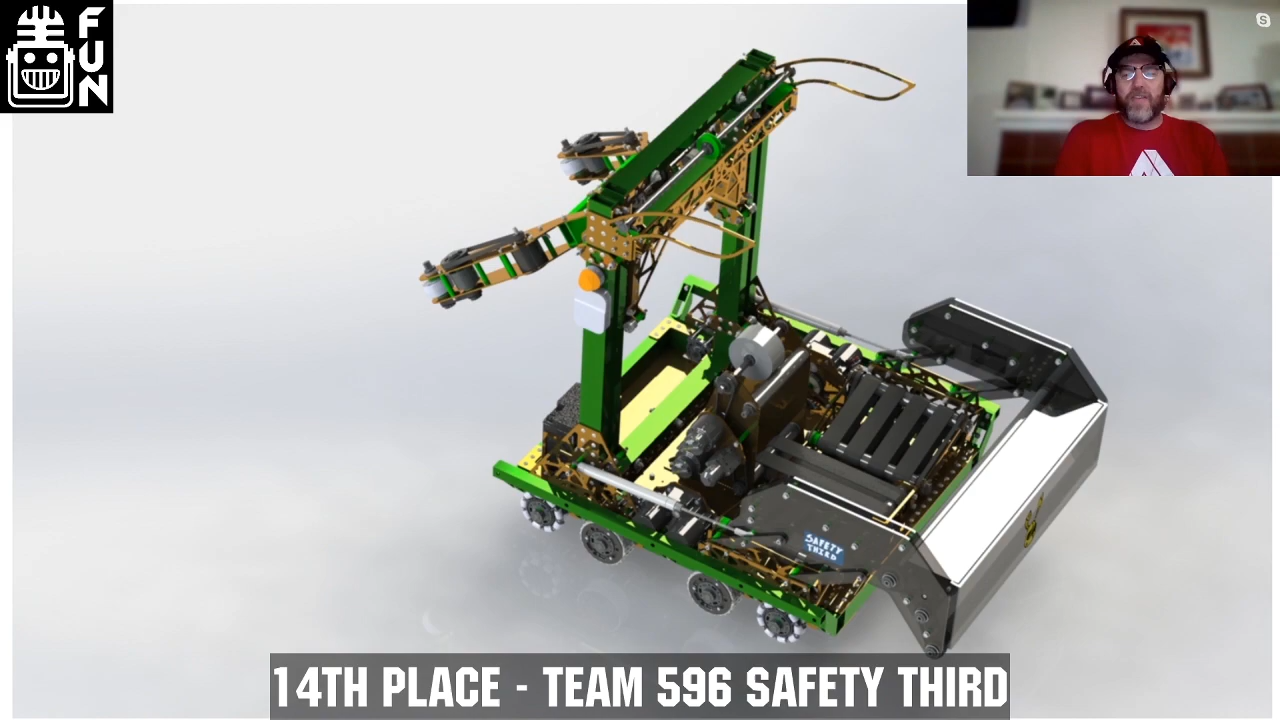 FUN
S
SAFETY
THIRD
14TH PLACE - TEAM 596 SAFETY THIRD